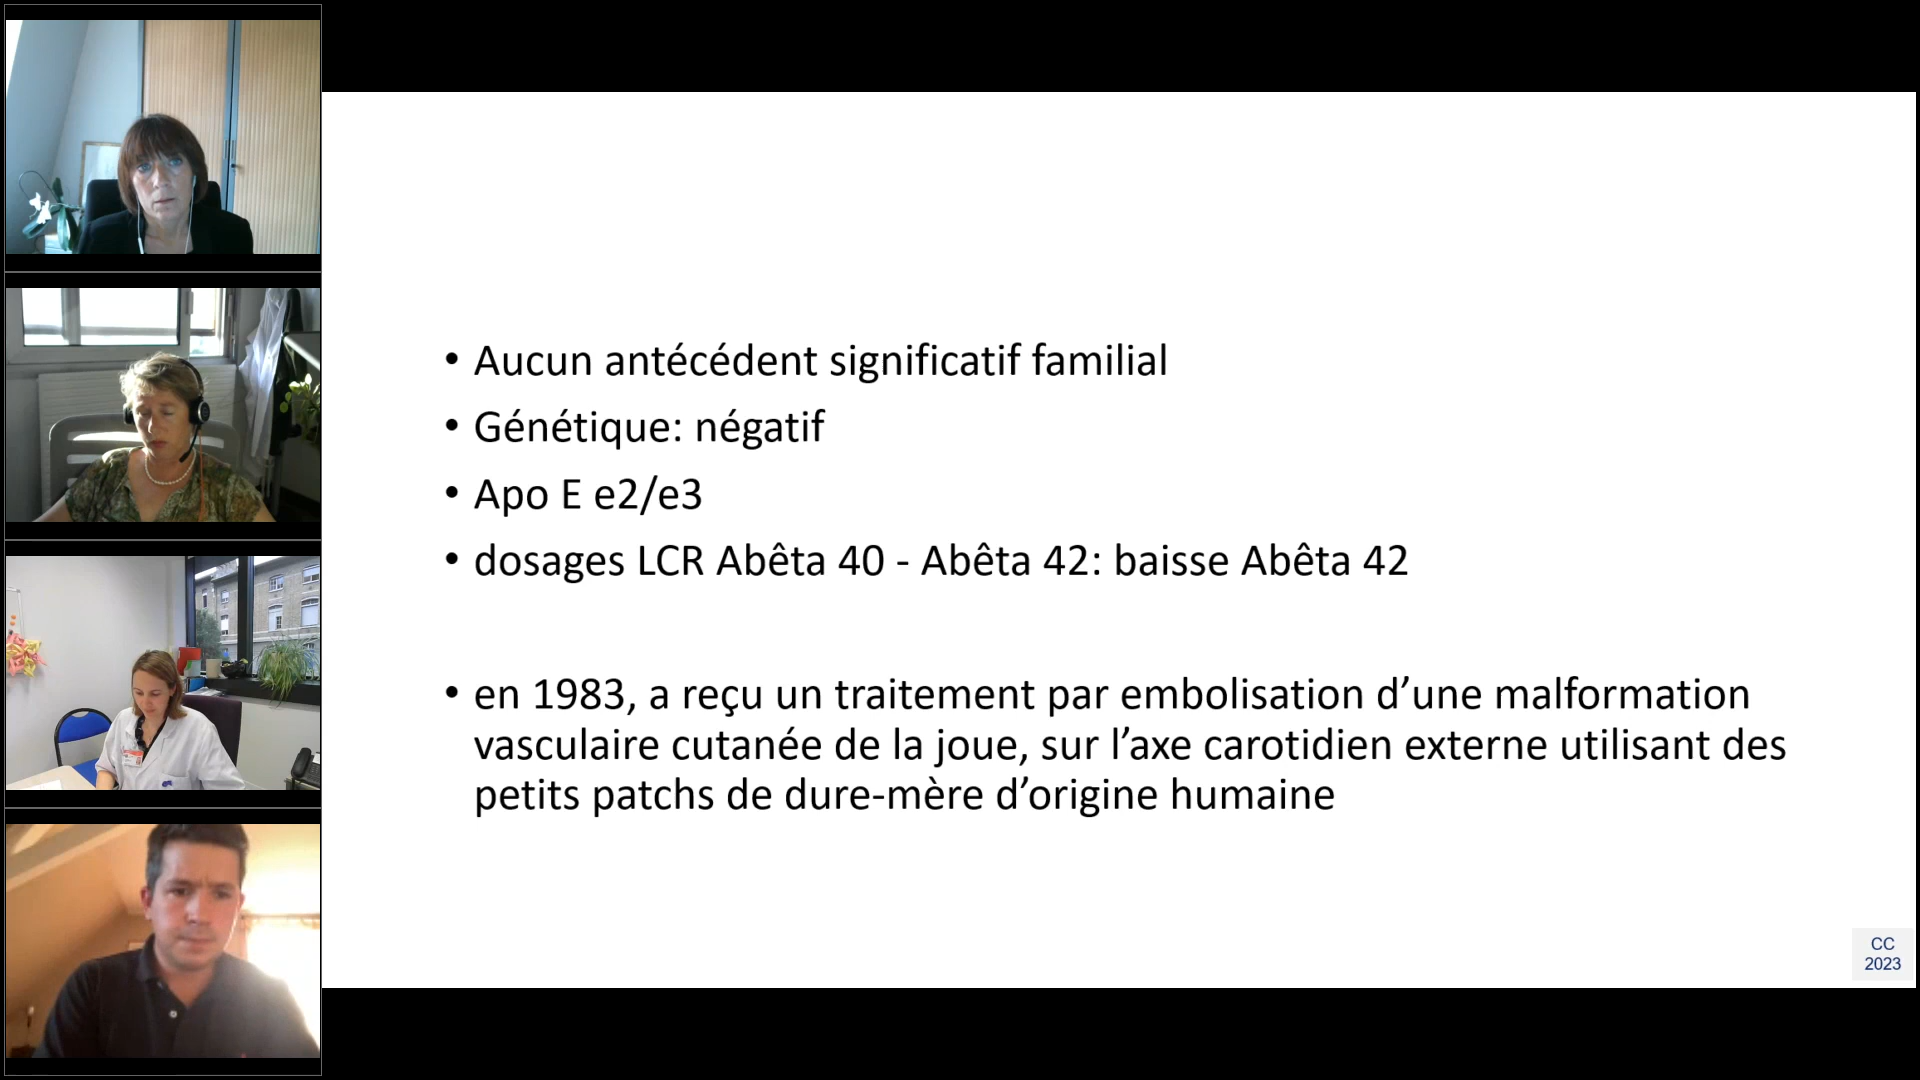 • Aucun antécédent significatif familial
• Génétique: négatif
• Apo E e2/e3
• dosages LCR Abêta 40 - Abêta 42: baisse Abêta 42
• en 1983, a reçu un traitement par embolisation d’une malformation
vasculaire cutanée de la joue, sur l’axe carotidien externe utilisant des
petits patchs de dure-mère d’origine humaine
CC
2023